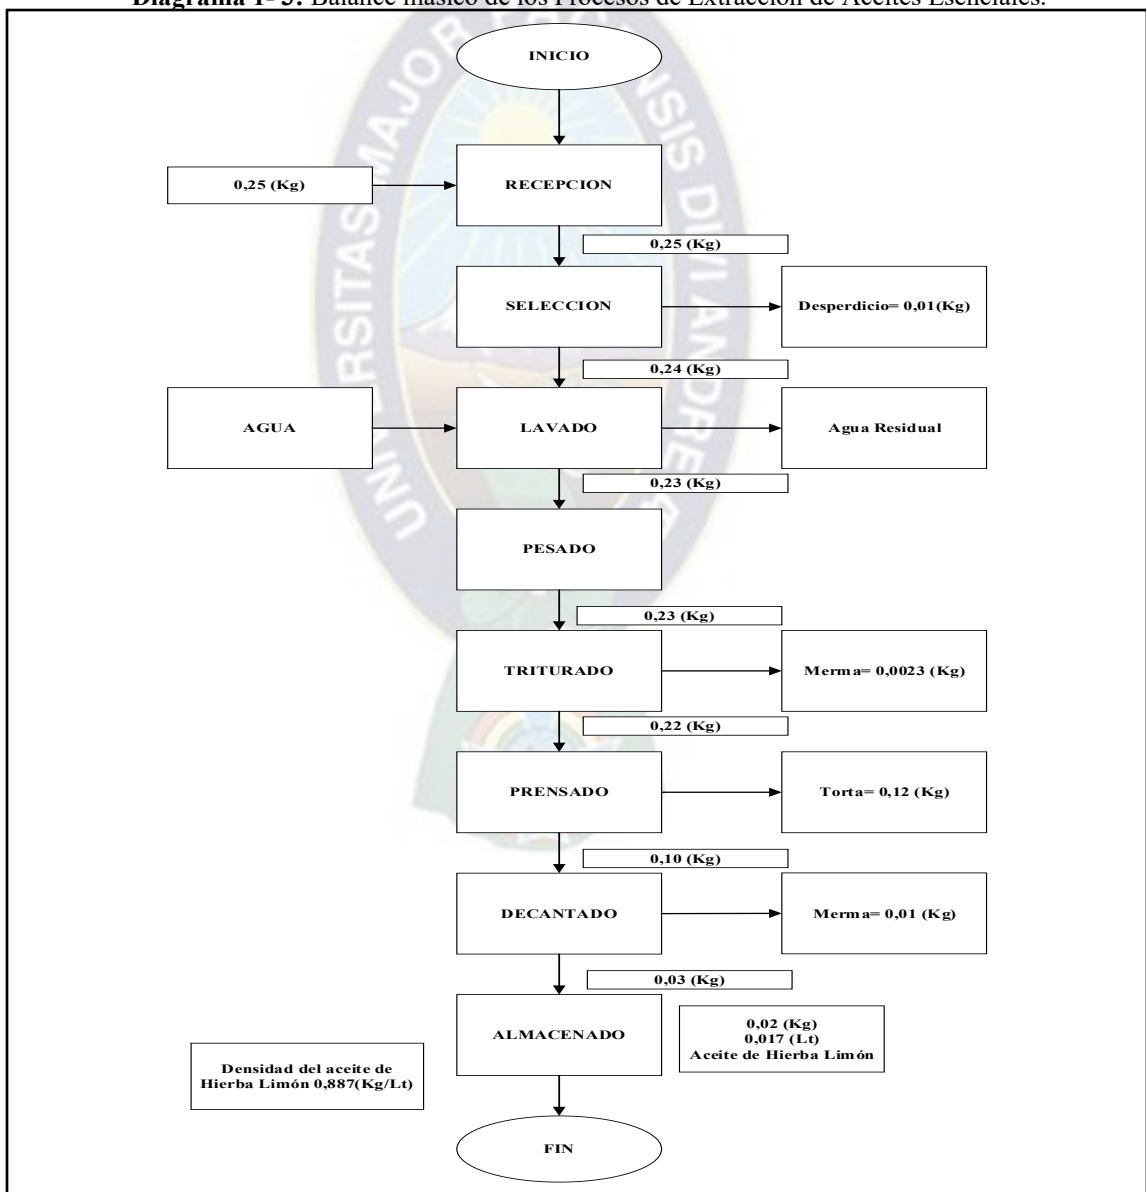 Diagrama 1- 5: Balance másico de los Procesos de Extracción de Aceites Esenciales.
INICIO
0,25 (Kg)
RECEPCION
0,25 (Kg)
SELECCION
Desperdicio= 0,01(Kg)
0,24 (Kg)
AGUA
LAVADO
Agua Residual
0,23 (Kg)
PESADO
0,23 (Kg)
TRITURADO
Merma= 0,0023 (Kg)
0,22 (Kg)
PRENSADO
Torta= 0,12 (Kg)
0,10 (Kg)
DECANTADO
Merma= 0,01 (Kg)
0,03 (Kg)
ALMACENADO
0,02 (Kg)
0,017 (Lt)
Aceite de Hierba Limón
Densidad del aceite de
Hierba Limón 0,887(Kg/Lt)
FIN